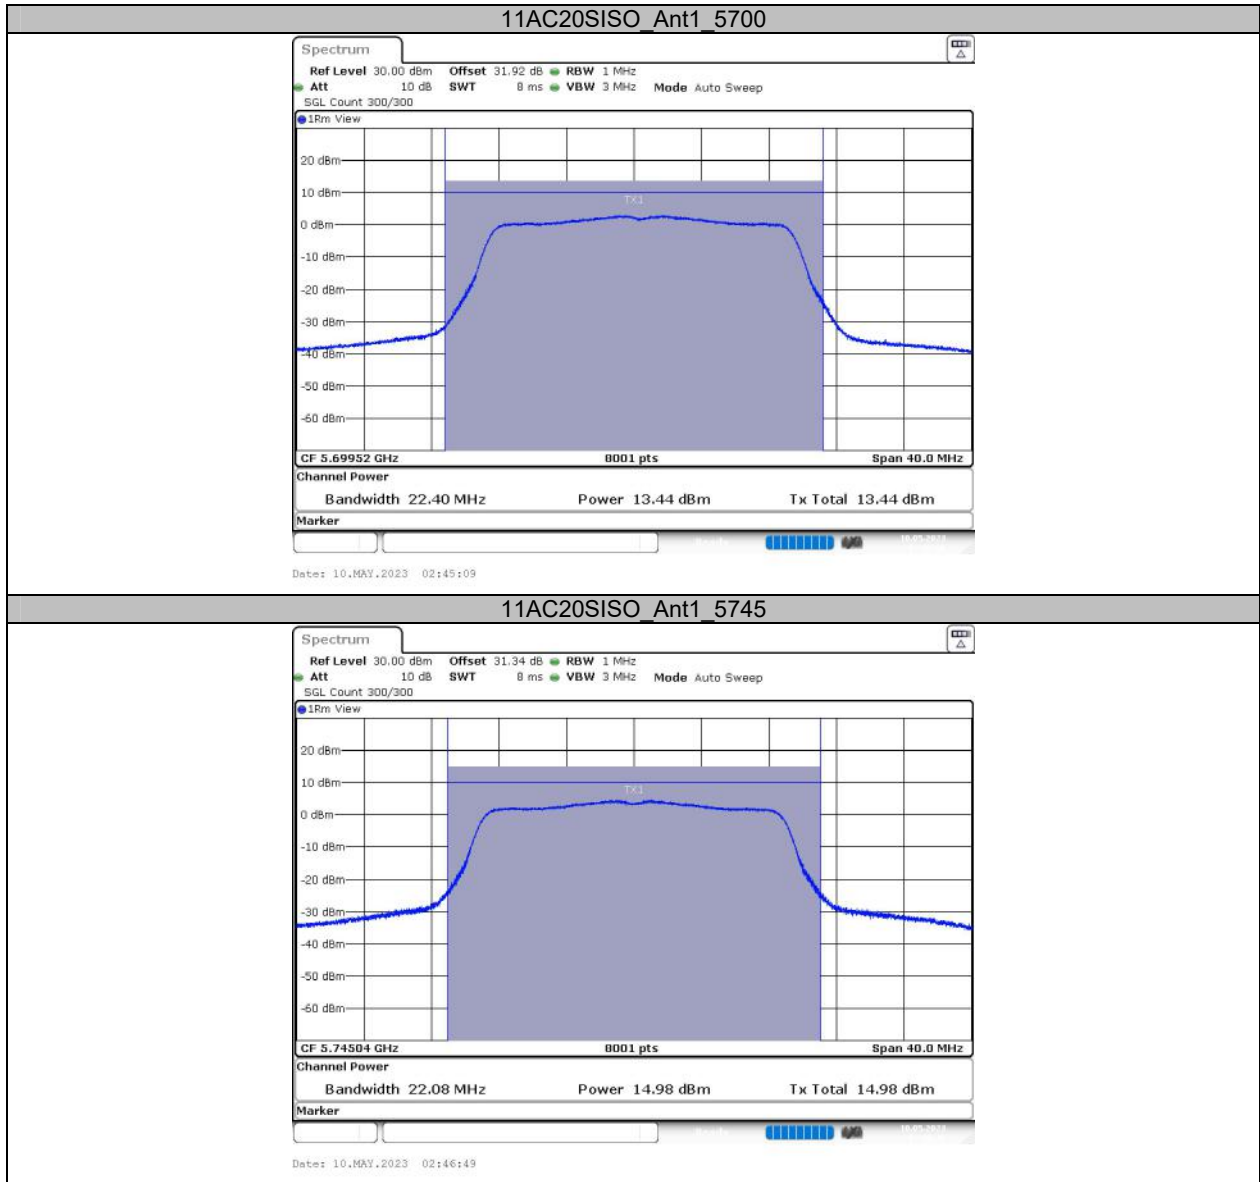 11AC20SISO_Ant1_5700
Spectrum
Ref Level 30.00 dBm Offset 31.92 dB RBW 1 MHz
Att 10 dB SWT 8 ms VBW 3 MHz Mode Auto Sweep
SGL Count 300/300
1Rm View
20 dBm
10 dBm
TX1
0 dBm
-10 dBm
-20 dBm
-30 dBm
-40 dBm
-50 dBm
-60 dBm
CF 5.69952 GHz 8001 pts Span 40.0 MHz
Channel Power
Bandwidth 22.40 MHz Power 13.44 dBm Tx Total 13.44 dBm
Marker
Date: 10.MAY.2023 02:45:09
11AC20SISO_Ant1_5745
Spectrum
Ref Level 30.00 dBm Offset 31.34 dB RBW 1 MHz
Att 10 dB SWT 8 ms VBW 3 MHz Mode Auto Sweep
SGL Count 300/300
1Rm View
20 dBm
10 dBm
TX1
0 dBm
-10 dBm
-20 dBm
-30 dBm
-40 dBm
-50 dBm
-60 dBm
CF 5.74504 GHz 8001 pts Span 40.0 MHz
Channel Power
Bandwidth 22.08 MHz Power 14.98 dBm Tx Total 14.98 dBm
Marker
Date: 10.MAY.2023 02:46:49